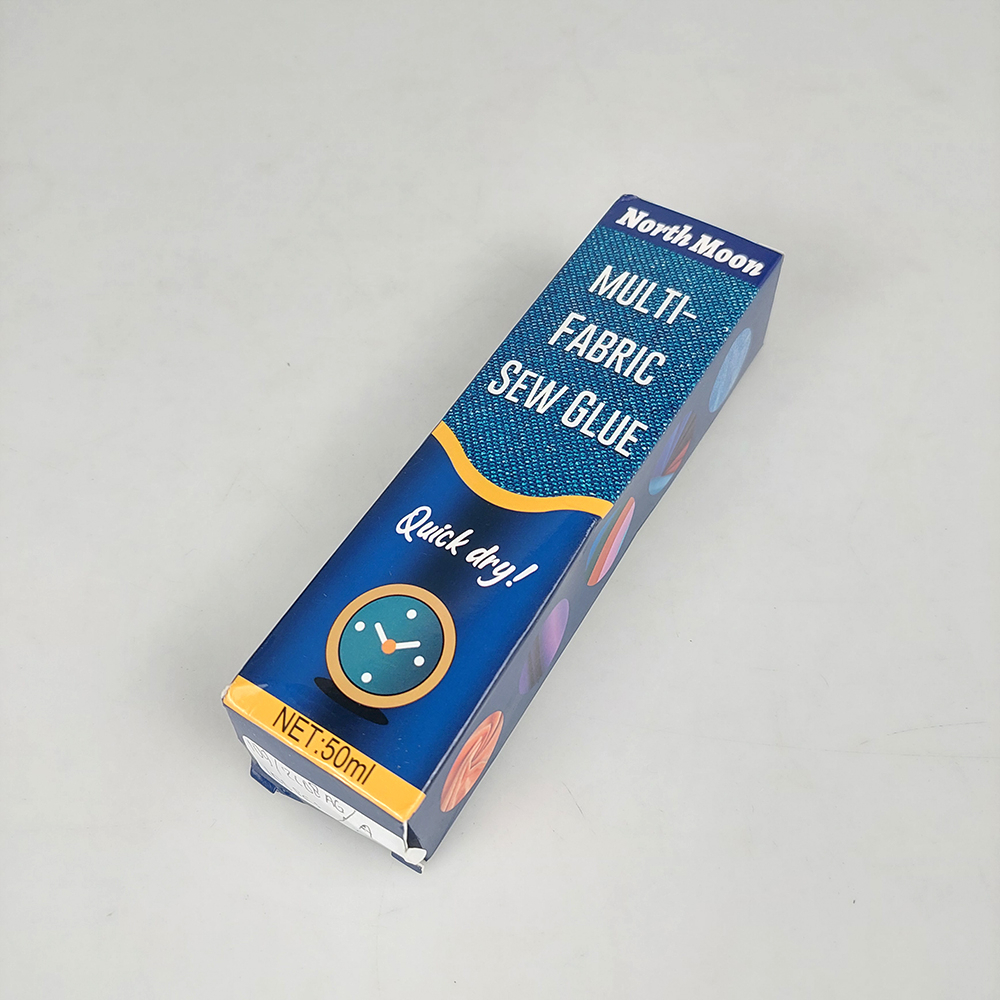 North Moon
MULTI-
FABRIC
SEW GLUE
Quick dry!
NET:50ml